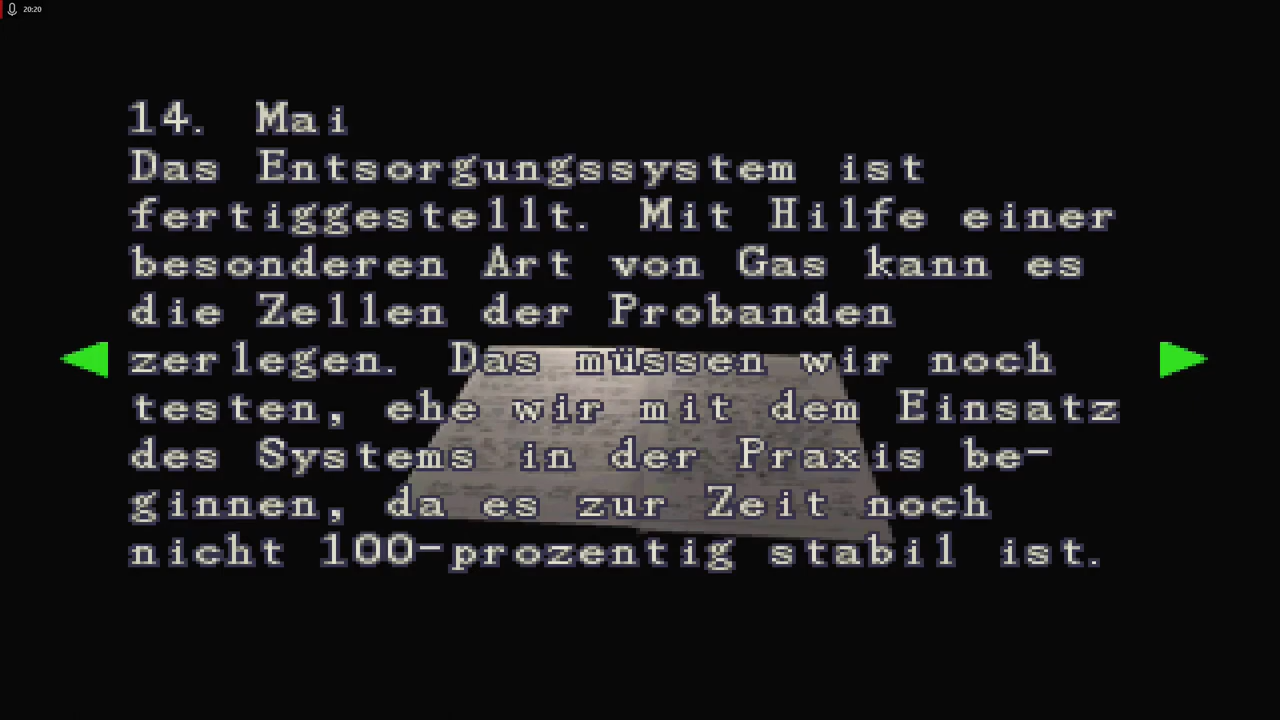 20:20
14. Mai
Das Entsorgungssystem ist
fertiggestellt. Mit Hilfe einer
besonderen Art von Gas kann es
die Zellen der Probanden
zerlegen. Das müssen wir noch
testen, ehe wir mit dem Einsatz
des Systems in der Praxis be-
ginnen, da es zur Zeit noch
nicht 100-prozentig stabil ist.